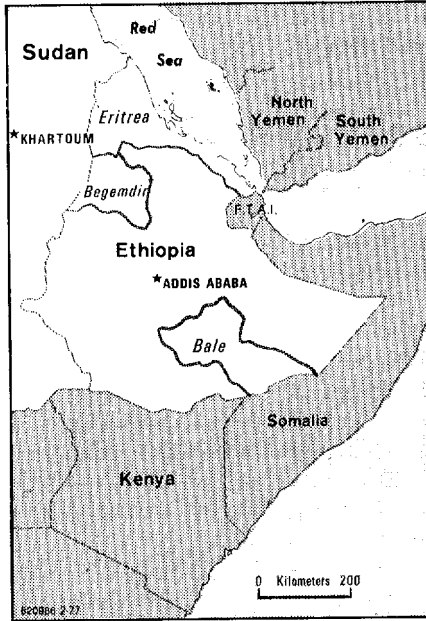 Red
Sea
Sudan
North
Yemen
South
Yemen
Eritrea
★KHARTOUM
Begemdir
F.T.A.I.
Ethiopia
★ADDIS ABABA
Bale
Somalia
Kenya
0 Kilometers 200
620986 2-77